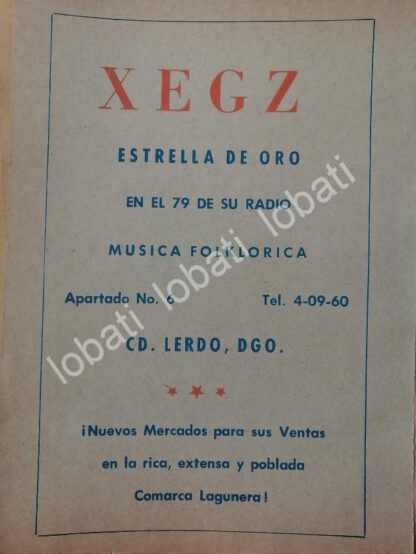 XEGZ
ESTRELLA DE ORO
EN EL 79 DE SU RADIO
MUSICA FOLKLORICA
Apartado No. 6 Tel. 4-09-60
CD. LERDO, DGO.
¡Nuevos Mercados para sus Ventas
en la rica, extensa y poblada
Comarca Lagunera!
lobati lobati lobati